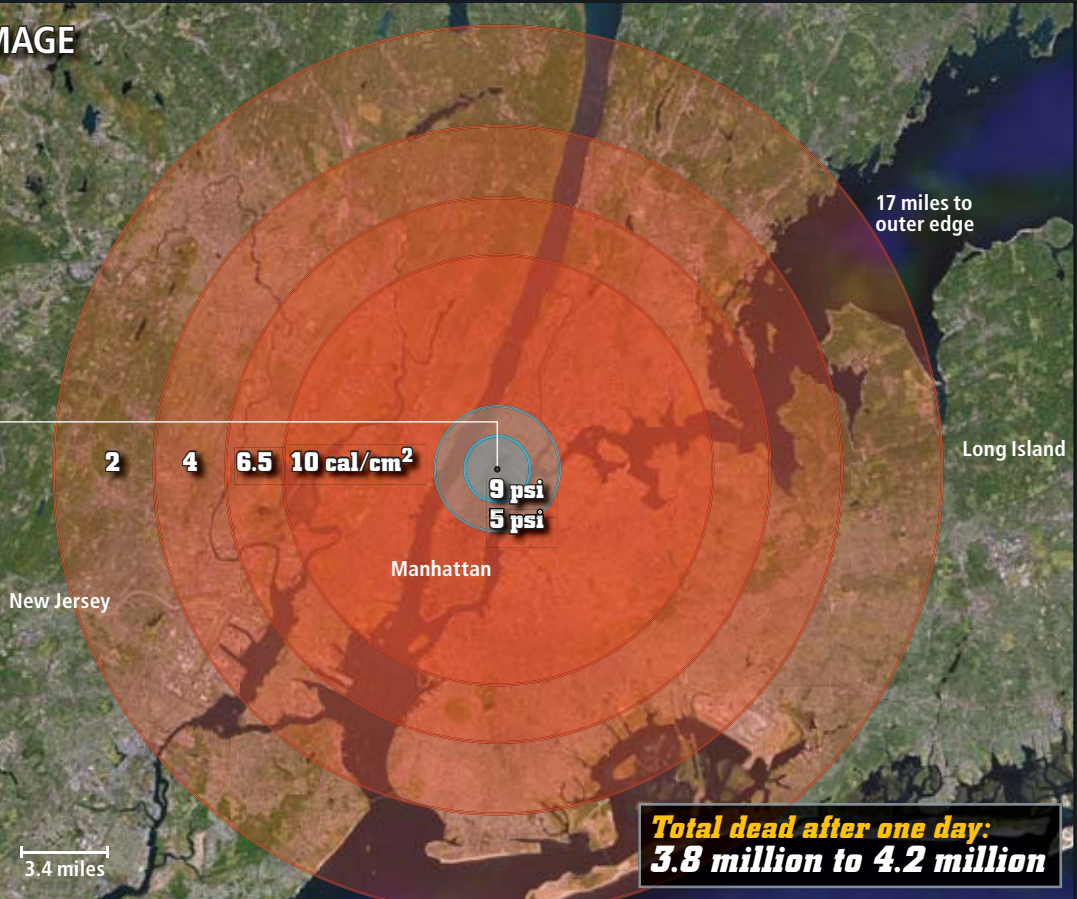 MAGE
17 miles to
outer edge
2 4 6.5 10 cal/cm²
9 psi
5 psi
Long Island
Manhattan
New Jersey
Total dead after one day:
3.8 million to 4.2 million
3.4 miles